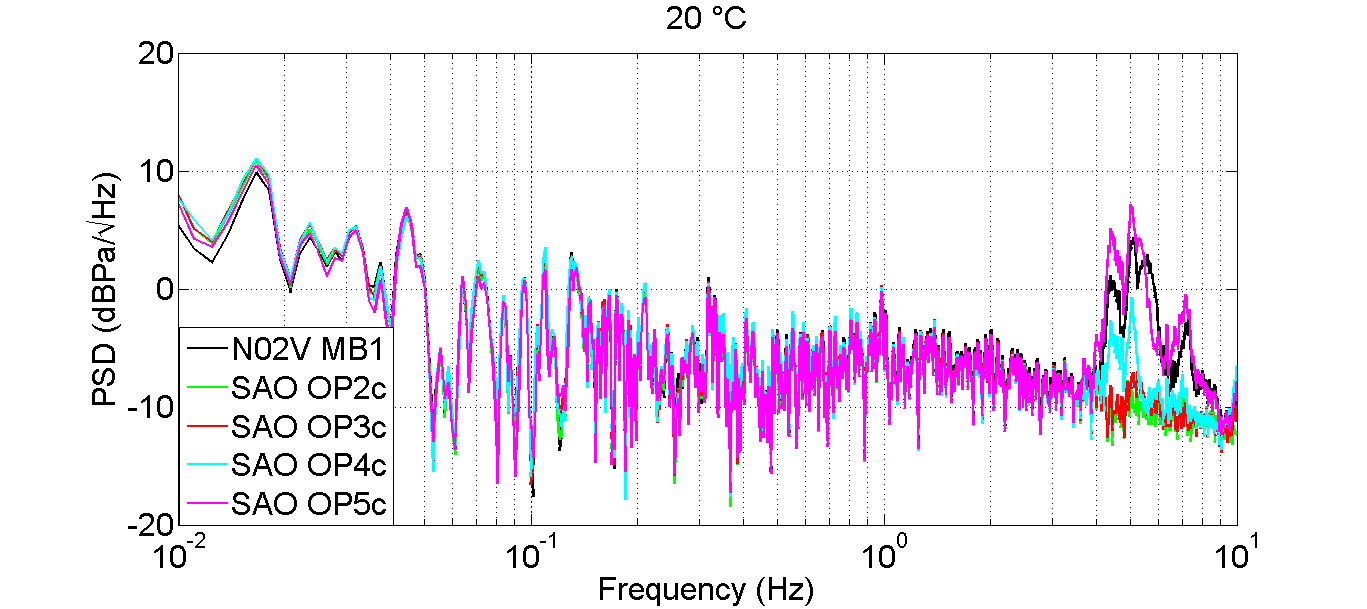 20 °C
PSD (dBPa/√Hz)
20
10
0
-10
-20
N02V MB1
SAO OP2c
SAO OP3c
SAO OP4c
SAO OP5c
10^-2
10^-1
10^0
10^1
Frequency (Hz)